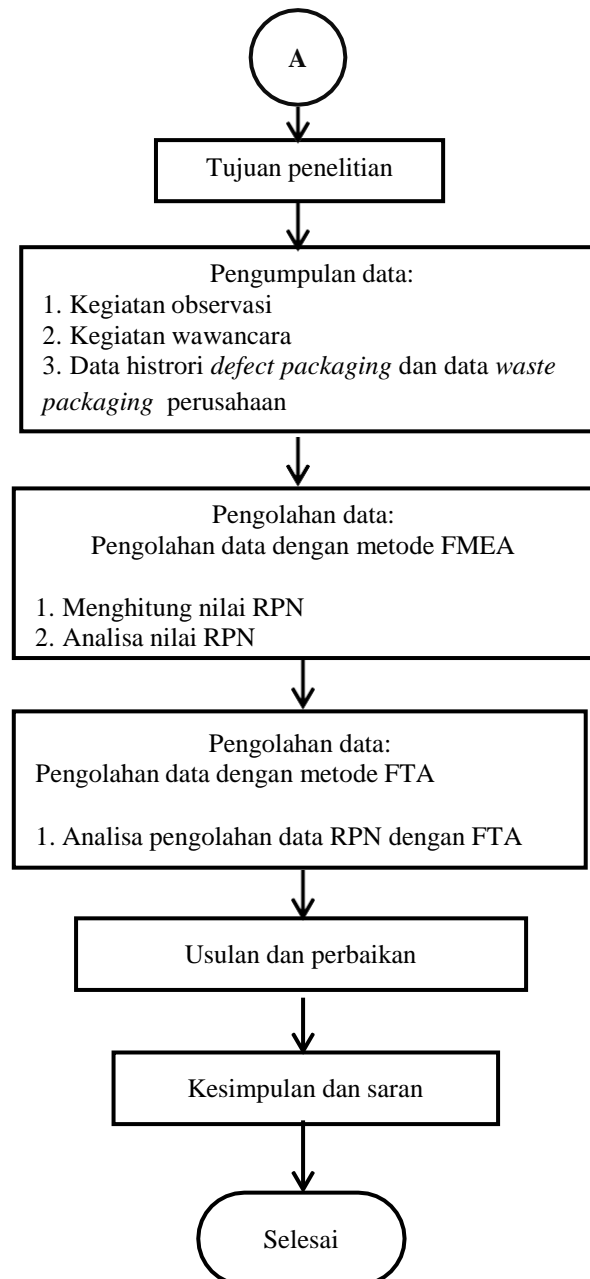 A
Tujuan penelitian
Pengumpulan data:
1. Kegiatan observasi
2. Kegiatan wawancara
3. Data histrori defect packaging dan data waste
packaging perusahaan
Pengolahan data:
Pengolahan data dengan metode FMEA
1. Menghitung nilai RPN
2. Analisa nilai RPN
Pengolahan data:
Pengolahan data dengan metode FTA
1. Analisa pengolahan data RPN dengan FTA
Usulan dan perbaikan
Kesimpulan dan saran
Selesai